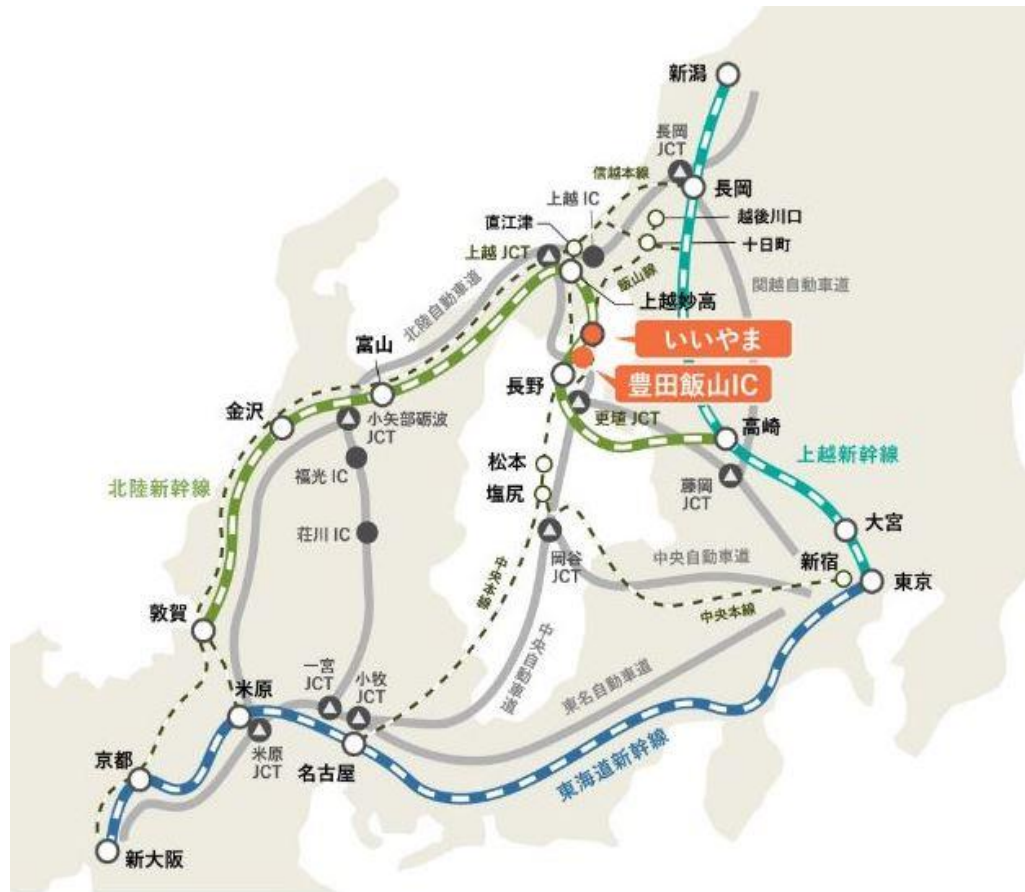 新潟
長岡
JCT
信越本線
長岡
上越 IC
越後川口
直江津
十日町
上越 JCT
飯山線
関越自動車道
北陸自動車道
上越妙高
いいやま
富山
豊田飯山IC
長野
金沢
小矢部砺波
JCT
更埴 JCT
高崎
上越新幹線
松本
福光 IC
北陸新幹線
塩尻
藤岡
JCT
大宮
荘川 IC
岡谷
JCT
中央自動車道
新宿
東京
中央本線
中央本線
敦賀
中央自動車道
一宮
JCT
小牧
JCT
東名自動車道
米原
米原
JCT
名古屋
京都
東海道新幹線
新大阪